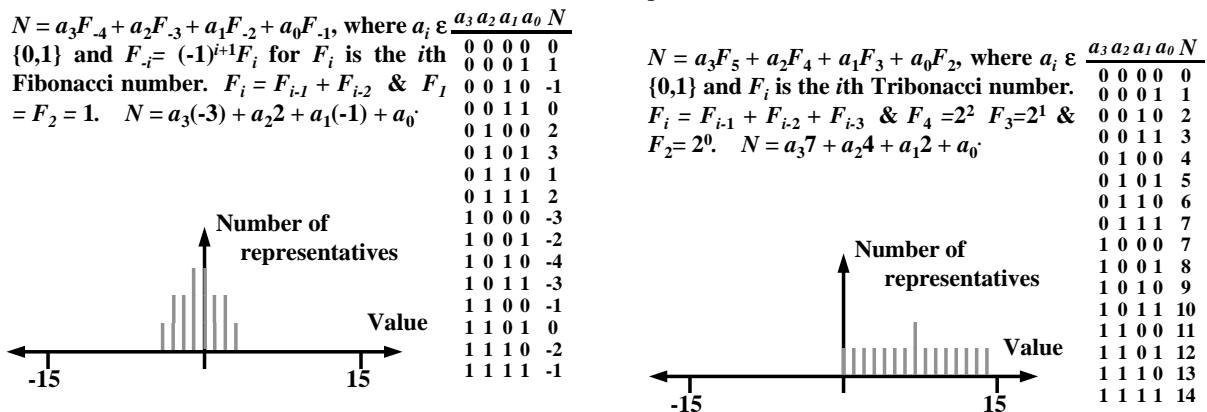 N = a3F-4 + a2F-3 + a1F-2 + a0F-1, where ai ε
{0,1} and F-i= (-1)^i+1Fi for Fi is the ith
Fibonacci number. Fi = Fi-1 + Fi-2 & F1
= F2 = 1. N = a3(-3) + a22 + a1(-1) + a0.
a3 a2 a1 a0 N
0 0 0 0 0
0 0 0 1 1
0 0 1 0 -1
0 0 1 1 0
0 1 0 0 2
0 1 0 1 3
0 1 1 0 1
0 1 1 1 2
1 0 0 0 -3
1 0 0 1 -2
1 0 1 0 -4
1 0 1 1 -3
1 1 0 0 -1
1 1 0 1 0
1 1 1 0 -2
1 1 1 1 -1
Number of
representatives
Value
-15 15
N = a3F5 + a2F4 + a1F3 + a0F2, where ai ε
{0,1} and Fi is the ith Tribonacci number.
Fi = Fi-1 + Fi-2 + Fi-3 & F4 =2^2 F3=2^1 &
F2= 2^0. N = a37 + a24 + a12 + a0.
a3 a2 a1 a0 N
0 0 0 0 0
0 0 0 1 1
0 0 1 0 2
0 0 1 1 3
0 1 0 0 4
0 1 0 1 5
0 1 1 0 6
0 1 1 1 7
1 0 0 0 7
1 0 0 1 8
1 0 1 0 9
1 0 1 1 10
1 1 0 0 11
1 1 0 1 12
1 1 1 0 13
1 1 1 1 14
Number of
representatives
Value
-15 15